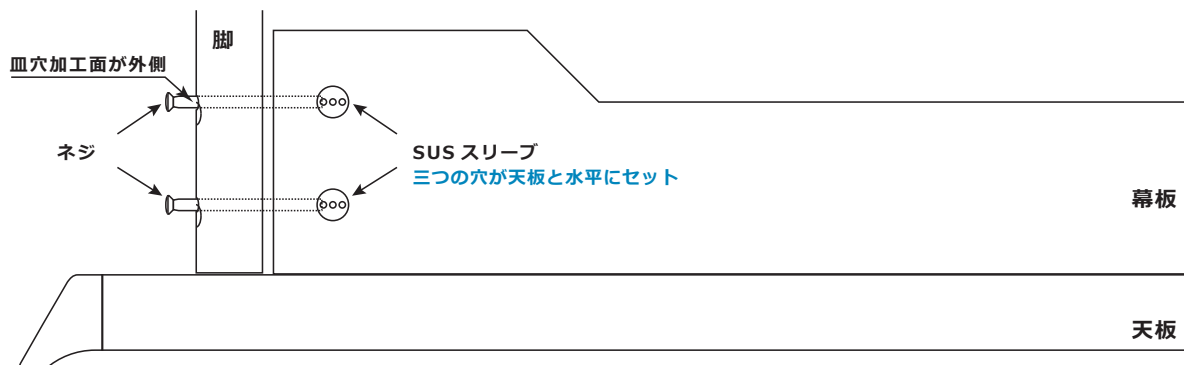 脚
皿穴加工面が外側
ネジ
SUS スリーブ
三つの穴が天板と水平にセット
幕板
天板